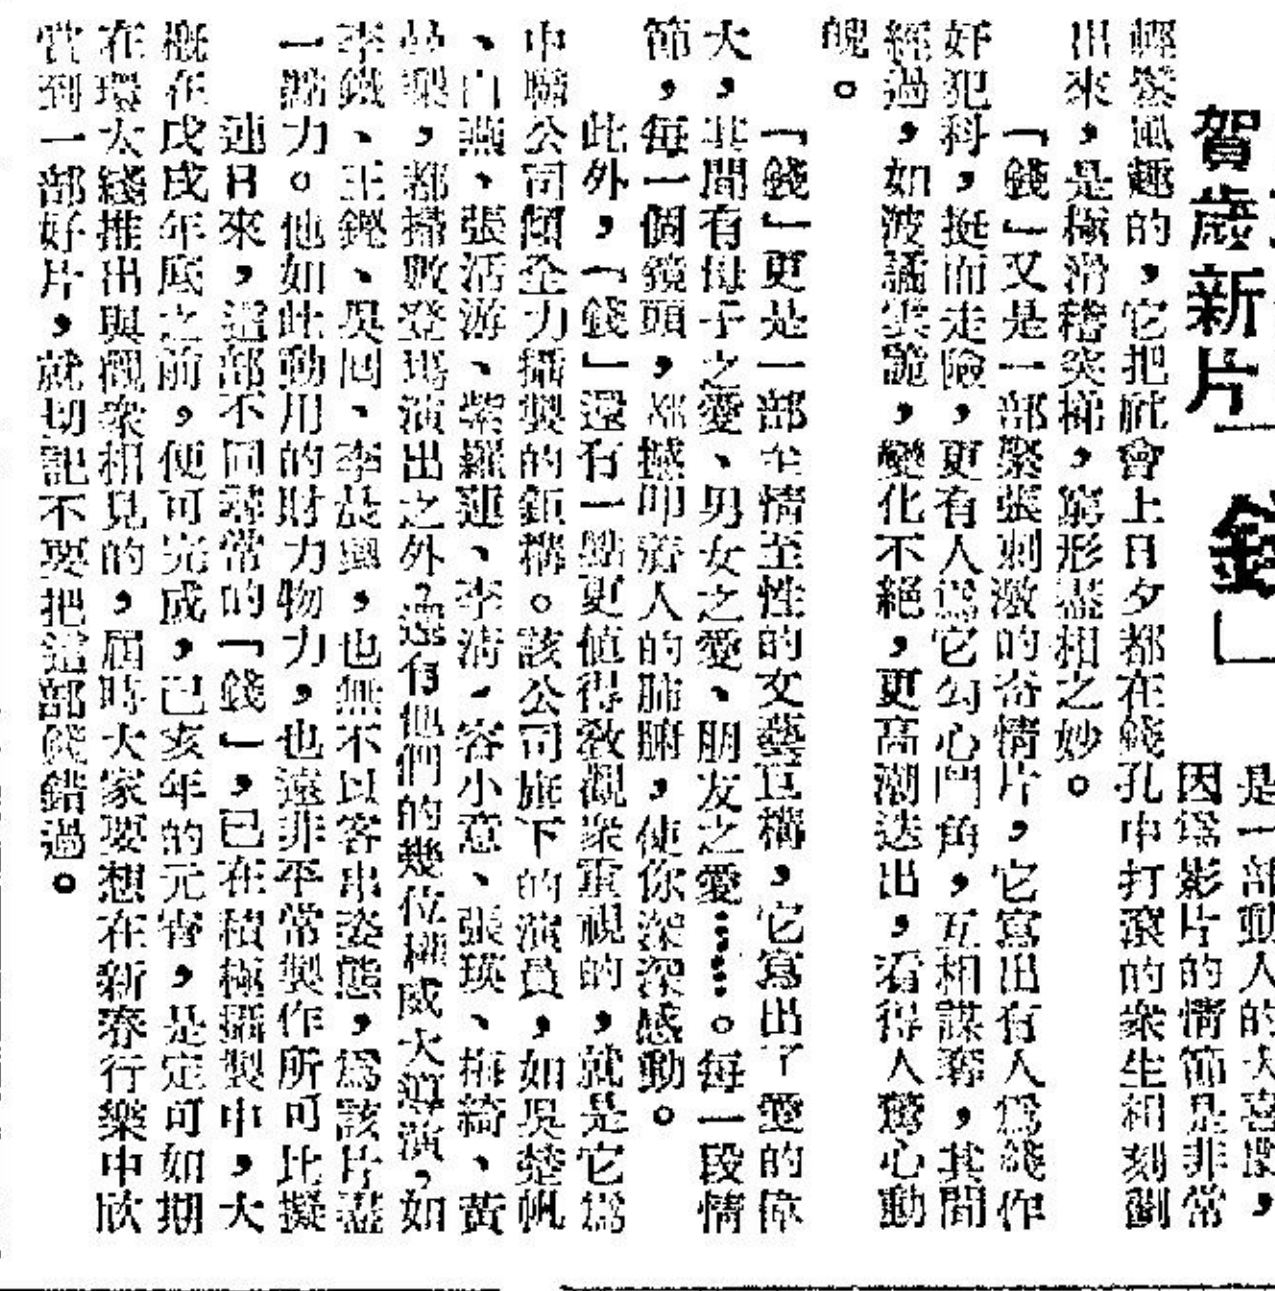 賀歲新片「錢」
是一部動人的大喜劇，
因爲影片的情節是非常
輕鬆風趣的，它把社會上日夕都在錢孔中打滾的衆生相刻劃
出來，是極滑稽突梯，窮形盡相之妙。
「錢」又是一部緊張刺激的奇情片，它寫出有人爲錢作
奸犯科，挺而走險，更有人爲它勾心鬥角，互相謀奪，其間
經過，如波譎雲詭，變化不絕，更高潮迭出，看得人驚心動
魄。
「錢」更是一部至情至性的文藝巨構，它寫出了愛的偉
大，其間有母子之愛、男女之愛、朋友之愛……。每一段情
節，每一個鏡頭，都撼叩着人的肺腑，使你深深感動。
此外，「錢」還有一點更值得敎觀衆重視的，就是它爲
中聯公司傾全力攝製的鉅構。該公司旗下的演員，如吳楚帆
、白燕、張活游、紫羅蓮、李清、容小意、張瑛、梅綺、黃
曼梨，都掃數登場演出之外，還有他們的幾位權威大導演，如
李鐵、王鏗、吳回、李晨風，也無不以客串姿態，爲該片盡
一點力。他如此動用的財力物力，也遠非平常製作所可比擬
連日來，這部不同尋常的「錢」，已在積極攝製中，大
概在戊戌年底之前，便可完成，己亥年的元宵，是定可如期
在環太綫推出與觀衆相見的，屆時大家要想在新春行樂中欣
賞到一部好片，就切記不要把這部錢錯過。